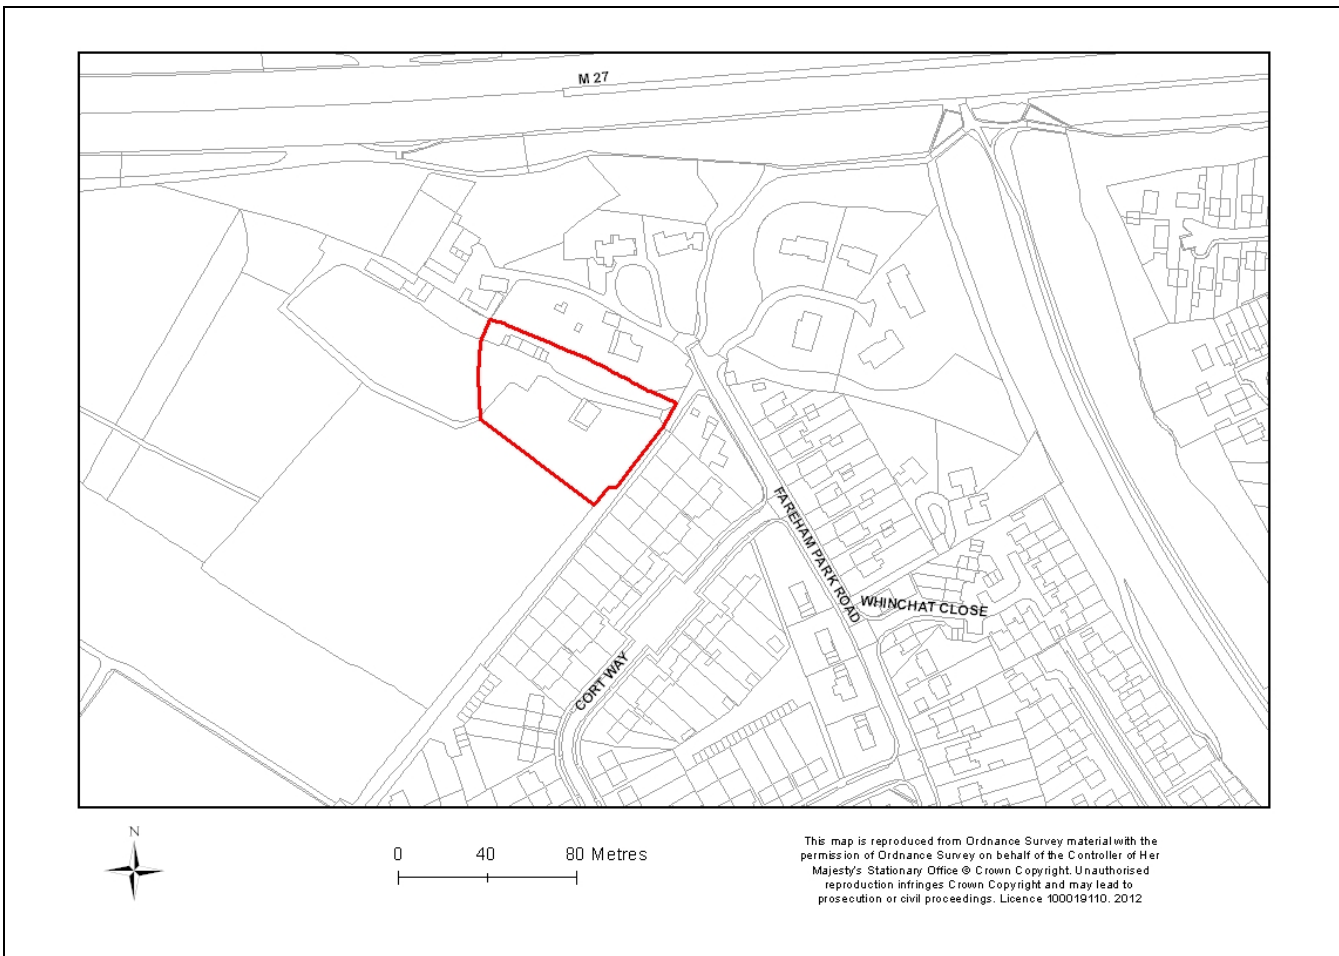 M 27
FAREHAM PARK ROAD
WHINCHAT CLOSE
CORT WAY
N
0 40 80 Metres
This map is reproduced from Ordnance Survey material with the
permission of Ordnance Survey on behalf of the Controller of Her
Majesty's Stationary Office © Crown Copyright. Unauthorised
reproduction infringes Crown Copyright and may lead to
prosecution or civil proceedings. Licence 100019110. 2012